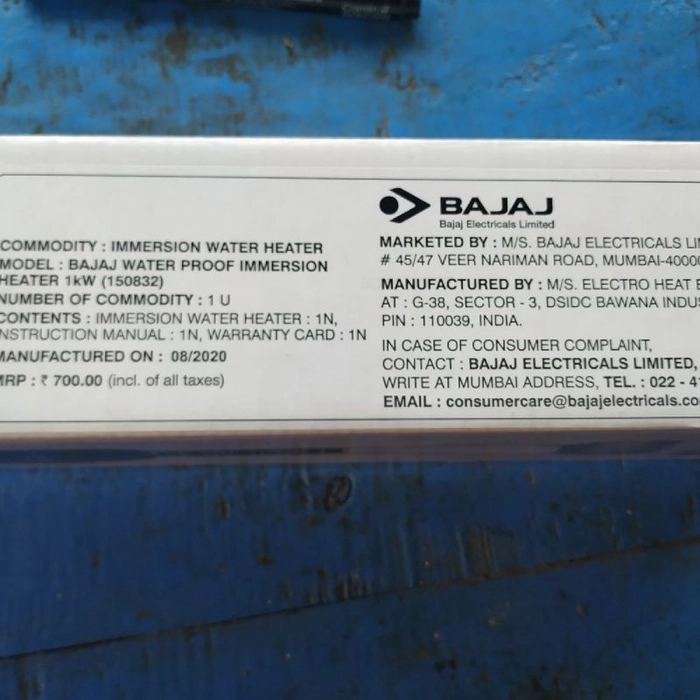 COMMODITY : IMMERSION WATER HEATER
MODEL : BAJAJ WATER PROOF IMMERSION
HEATER 1kW (150832)
NUMBER OF COMMODITY : 1 U
CONTENTS : IMMERSION WATER HEATER : 1N,
INSTRUCTION MANUAL : 1N, WARRANTY CARD : 1N
MANUFACTURED ON : 08/2020
MRP : ₹ 700.00 (incl. of all taxes)
BAJAJ
Bajaj Electricals Limited
MARKETED BY : M/S. BAJAJ ELECTRICALS
# 45/47 VEER NARIMAN ROAD, MUMBAI-40000
MANUFACTURED BY : M/S. ELECTRO HEAT
AT : G-38, SECTOR - 3, DSIDC BAWANA
PIN : 110039, INDIA.
IN CASE OF CONSUMER COMPLAINT,
CONTACT : BAJAJ ELECTRICALS LIMITED,
WRITE AT MUMBAI ADDRESS, TEL. : 022 - 4
EMAIL : consumercare@bajajelectricals.co